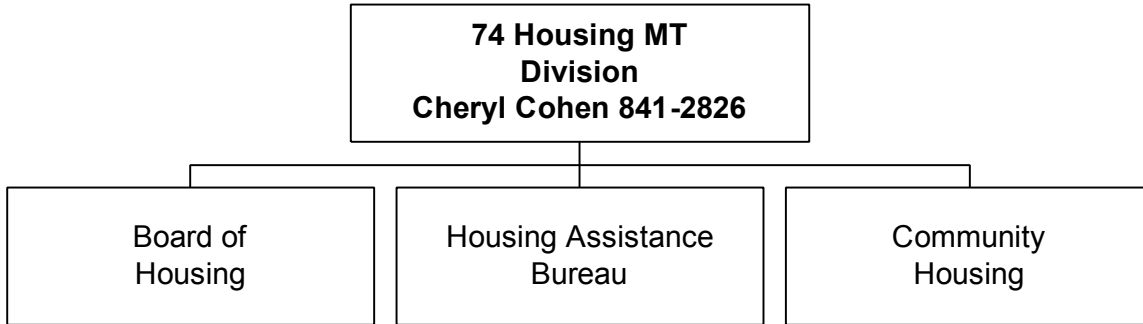 74 Housing MT
Division
Cheryl Cohen 841-2826
Board of
Housing
Housing Assistance
Bureau
Community
Housing